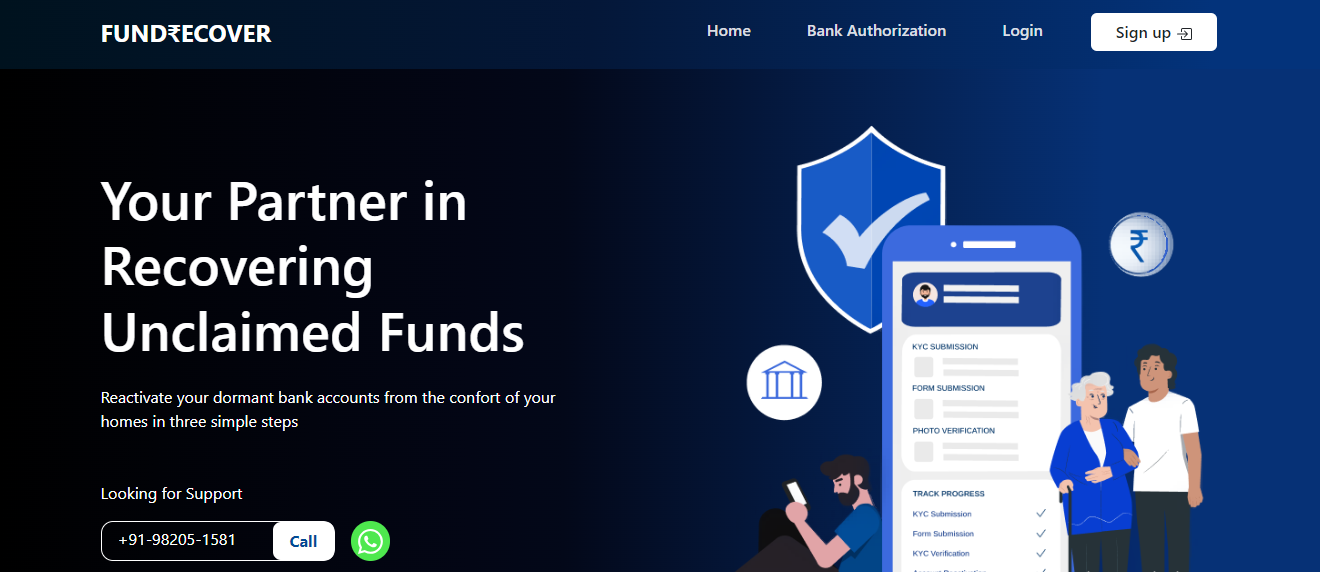 FUND₹ECOVER
Home
Bank Authorization
Login
Sign up
Your Partner in
Recovering
Unclaimed Funds
Reactivate your dormant bank accounts from the confort of your
homes in three simple steps
Looking for Support
+91-98205-1581
Call
₹
KYC SUBMISSION
FORM SUBMISSION
PHOTO VERIFICATION
TRACK PROGRESS
KYC Submission
Form Submission
KYC Verification